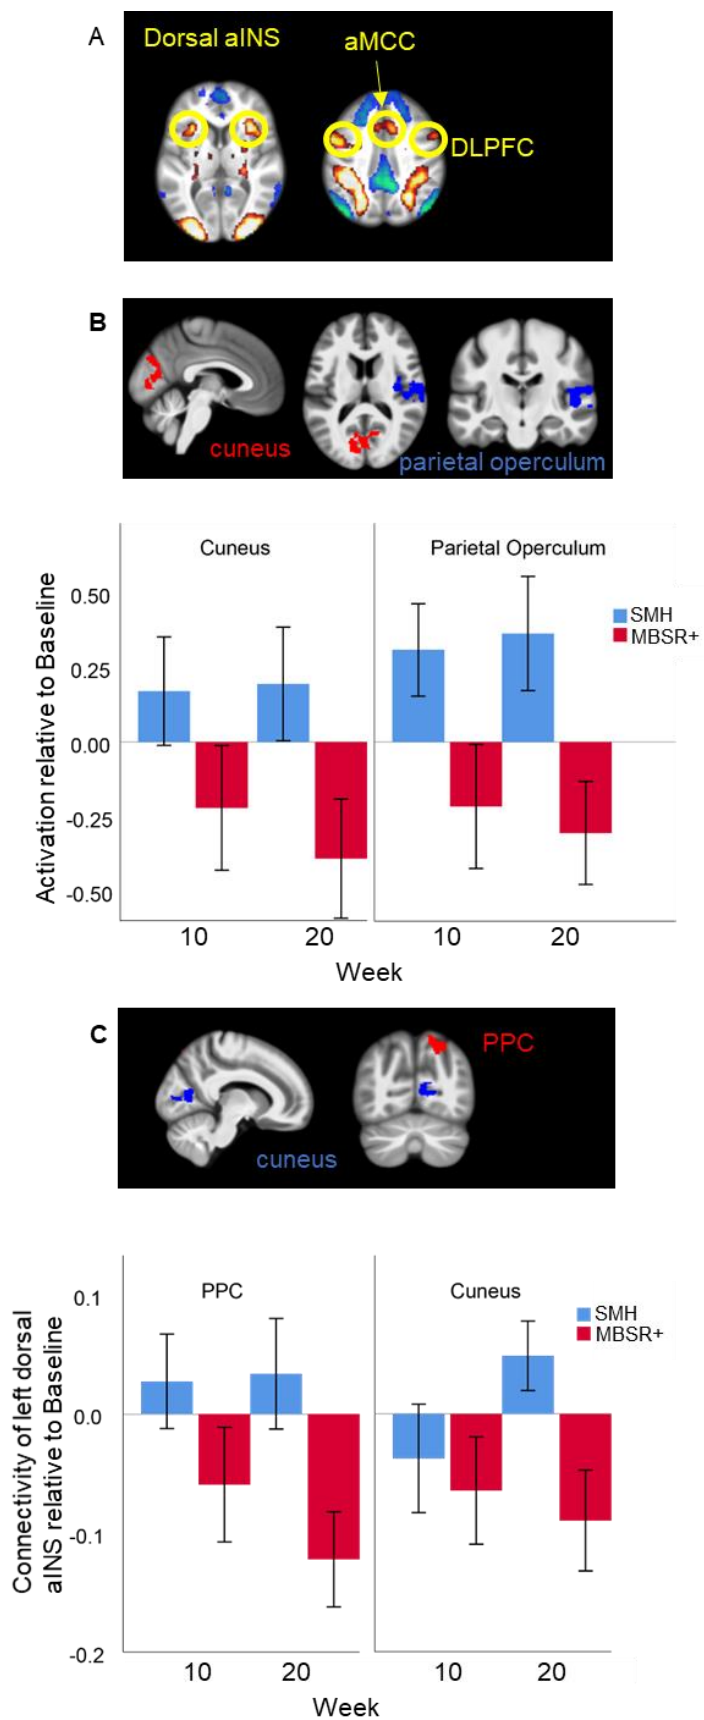 A
Dorsal aINS
aMCC
DLPFC
B
cuneus
parietal operculum
Cuneus
Parietal Operculum
SMH
MBSR+
Activation relative to Baseline
0.50
0.25
0.00
-0.25
-0.50
10
20
10
20
Week
C
PPC
cuneus
PPC
Cuneus
SMH
MBSR+
Connectivity of left dorsal
aINS relative to Baseline
0.1
0.0
-0.1
-0.2
10
20
10
20
Week